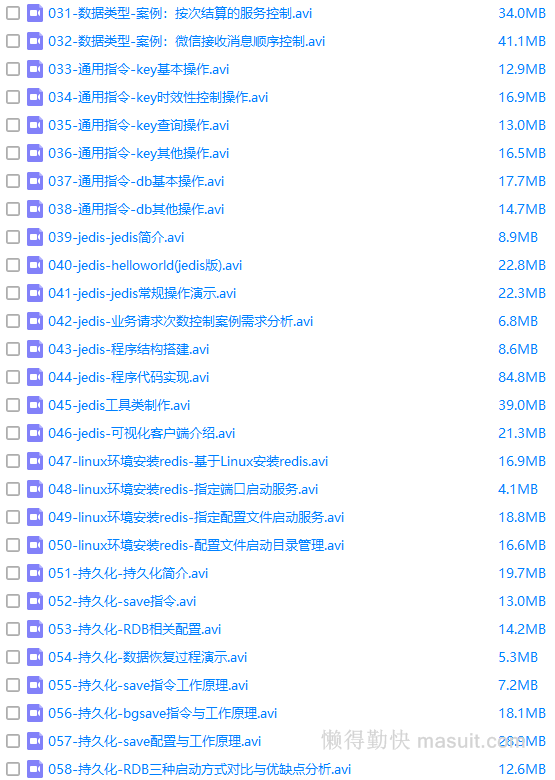 031-数据类型-案例：按次结算的服务控制.avi 34.0MB
032-数据类型-案例：微信接收消息顺序控制.avi 41.1MB
033-通用指令-key基本操作.avi 12.9MB
034-通用指令-key时效性控制操作.avi 16.9MB
035-通用指令-key查询操作.avi 13.0MB
036-通用指令-key其他操作.avi 16.5MB
037-通用指令-db基本操作.avi 17.7MB
038-通用指令-db其他操作.avi 14.7MB
039-jedis-jedis简介.avi 8.9MB
040-jedis-helloworld(jedis版).avi 22.8MB
041-jedis-jedis常规操作演示.avi 22.3MB
042-jedis-业务请求次数控制案例需求分析.avi 6.8MB
043-jedis-程序结构搭建.avi 8.6MB
044-jedis-程序代码实现.avi 84.8MB
045-jedis工具类制作.avi 39.0MB
046-jedis-可视化客户端介绍.avi 21.3MB
047-linux环境安装redis-基于Linux安装redis.avi 16.9MB
048-linux环境安装redis-指定端口启动服务.avi 4.1MB
049-linux环境安装redis-指定配置文件启动服务.avi 18.8MB
050-linux环境安装redis-配置文件启动目录管理.avi 16.6MB
051-持久化-持久化简介.avi 19.7MB
052-持久化-save指令.avi 13.0MB
053-持久化-RDB相关配置.avi 14.2MB
054-持久化-数据恢复过程演示.avi 5.3MB
055-持久化-save指令工作原理.avi 7.2MB
056-持久化-bgsave指令与工作原理.avi 18.1MB
057-持久化-save配置与工作原理.avi
懒得勤快 masuit.com
058-持久化-RDB三种启动方式对比与优缺点分析.avi 12.6MB